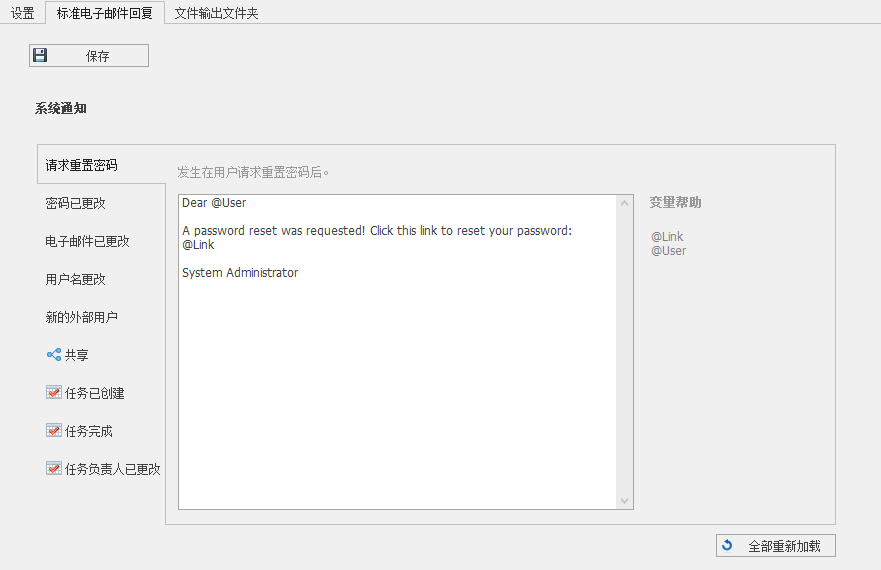 设置 标准电子邮件回复 文件输出文件夹
保存
系统通知
请求重置密码
密码已更改
电子邮件已更改
用户名更改
新的外部用户
共享
任务已创建
任务完成
任务负责人已更改
发生在用户请求重置密码后。
Dear @User
A password reset was requested! Click this link to reset your password:
@Link
System Administrator
变量帮助
@Link
@User
全部重新加载